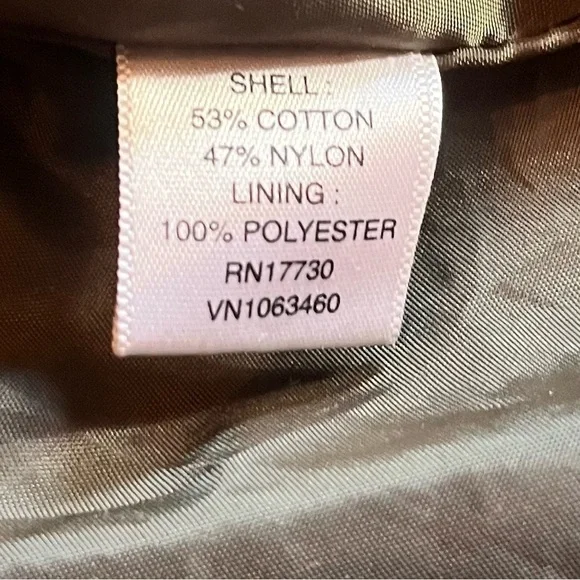 SHELL :
53% COTTON
47% NYLON
LINING :
100% POLYESTER
RN17730
VN1063460